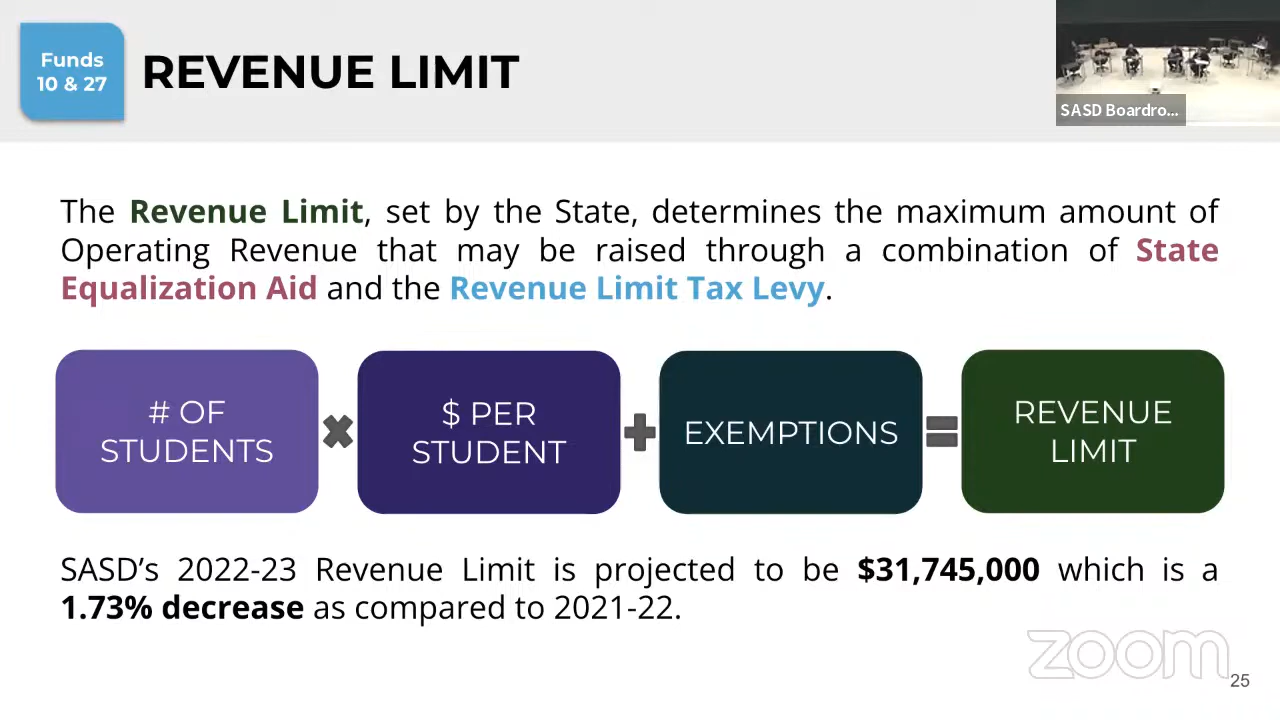 Funds
10 & 27
REVENUE LIMIT
SASD Boardro...
The Revenue Limit, set by the State, determines the maximum amount of
Operating Revenue that may be raised through a combination of State
Equalization Aid and the Revenue Limit Tax Levy.
# OF
STUDENTS
$ PER
STUDENT
EXEMPTIONS
REVENUE
LIMIT
SASD’s 2022-23 Revenue Limit is projected to be $31,745,000 which is a
1.73% decrease as compared to 2021-22.
zoom
25